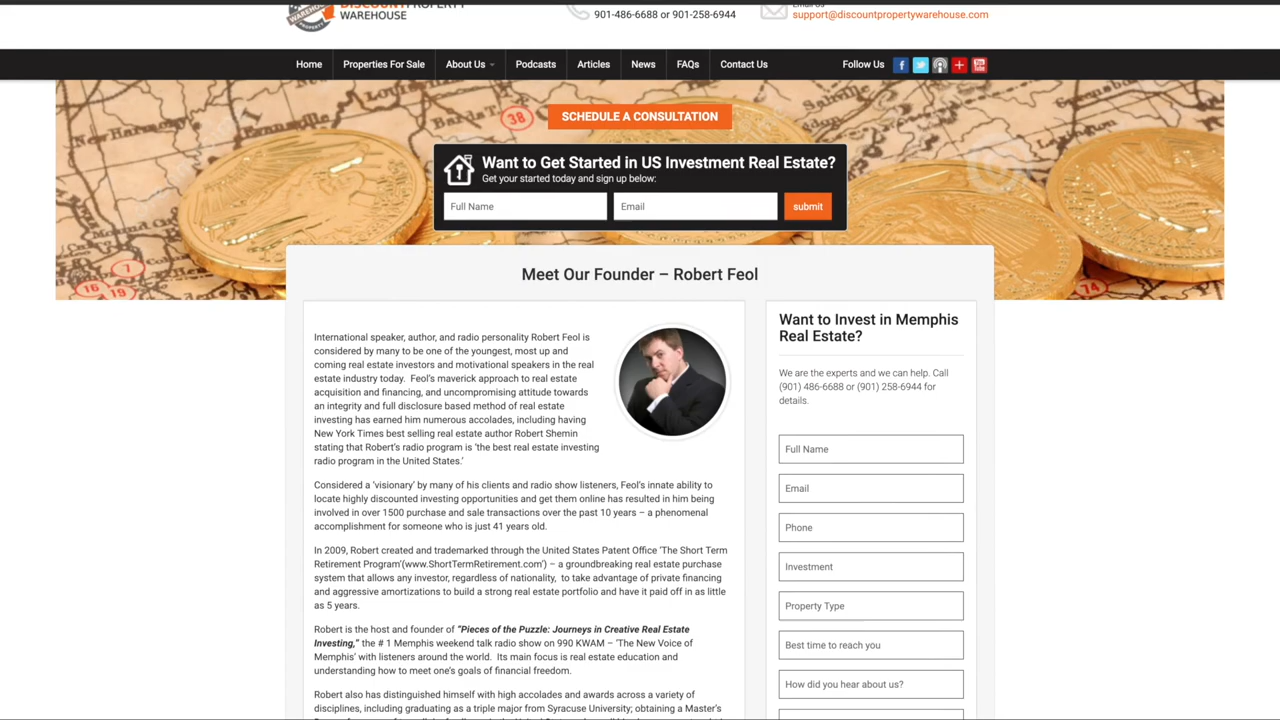 DISCOUNTPROPERTY
WAREHOUSE
901-486-6688 or 901-258-6944
Email Us
support@discountpropertywarehouse.com
Home
Properties For Sale
About Us
Podcasts
Articles
News
FAQs
Contact Us
Follow Us
SCHEDULE A CONSULTATION
Want to Get Started in US Investment Real Estate?
Get your started today and sign up below:
Full Name
Email
submit
38
7
16
19
74
Meet Our Founder – Robert Feol
International speaker, author, and radio personality Robert Feol is
considered by many to be one of the youngest, most up and
coming real estate investors and motivational speakers in the real
estate industry today.  Feol's maverick approach to real estate
acquisition and financing, and uncompromising attitude towards
an integrity and full disclosure based method of real estate
investing has earned him numerous accolades, including having
New York Times best selling real estate author Robert Shemin
stating that Robert's radio program is 'the best real estate investing
radio program in the United States.'
Considered a 'visionary' by many of his clients and radio show listeners, Feol's innate ability to
locate highly discounted investing opportunities and get them online has resulted in him being
involved in over 1500 purchase and sale transactions over the past 10 years – a phenomenal
accomplishment for someone who is just 41 years old.
In 2009, Robert created and trademarked through the United States Patent Office 'The Short Term
Retirement Program'(www.ShortTermRetirement.com') – a groundbreaking real estate purchase
system that allows any investor, regardless of nationality,  to take advantage of private financing
and aggressive amortizations to build a strong real estate portfolio and have it paid off in as little
as 5 years.
Robert is the host and founder of "Pieces of the Puzzle: Journeys in Creative Real Estate
Investing," the # 1 Memphis weekend talk radio show on 990 KWAM – 'The New Voice of
Memphis' with listeners around the world.  Its main focus is real estate education and
understanding how to meet one's goals of financial freedom.
Robert also has distinguished himself with high accolades and awards across a variety of
disciplines, including graduating as a triple major from Syracuse University; obtaining a Master's
Want to Invest in Memphis
Real Estate?
We are the experts and we can help. Call
(901) 486-6688 or (901) 258-6944 for
details.
Full Name
Email
Phone
Investment
Property Type
Best time to reach you
How did you hear about us?